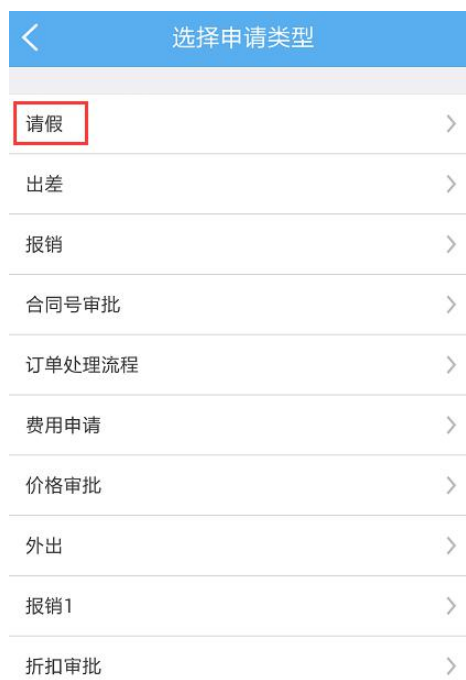 选择申请类型
请假
出差
报销
合同号审批
订单处理流程
费用申请
价格审批
外出
报销1
折扣审批